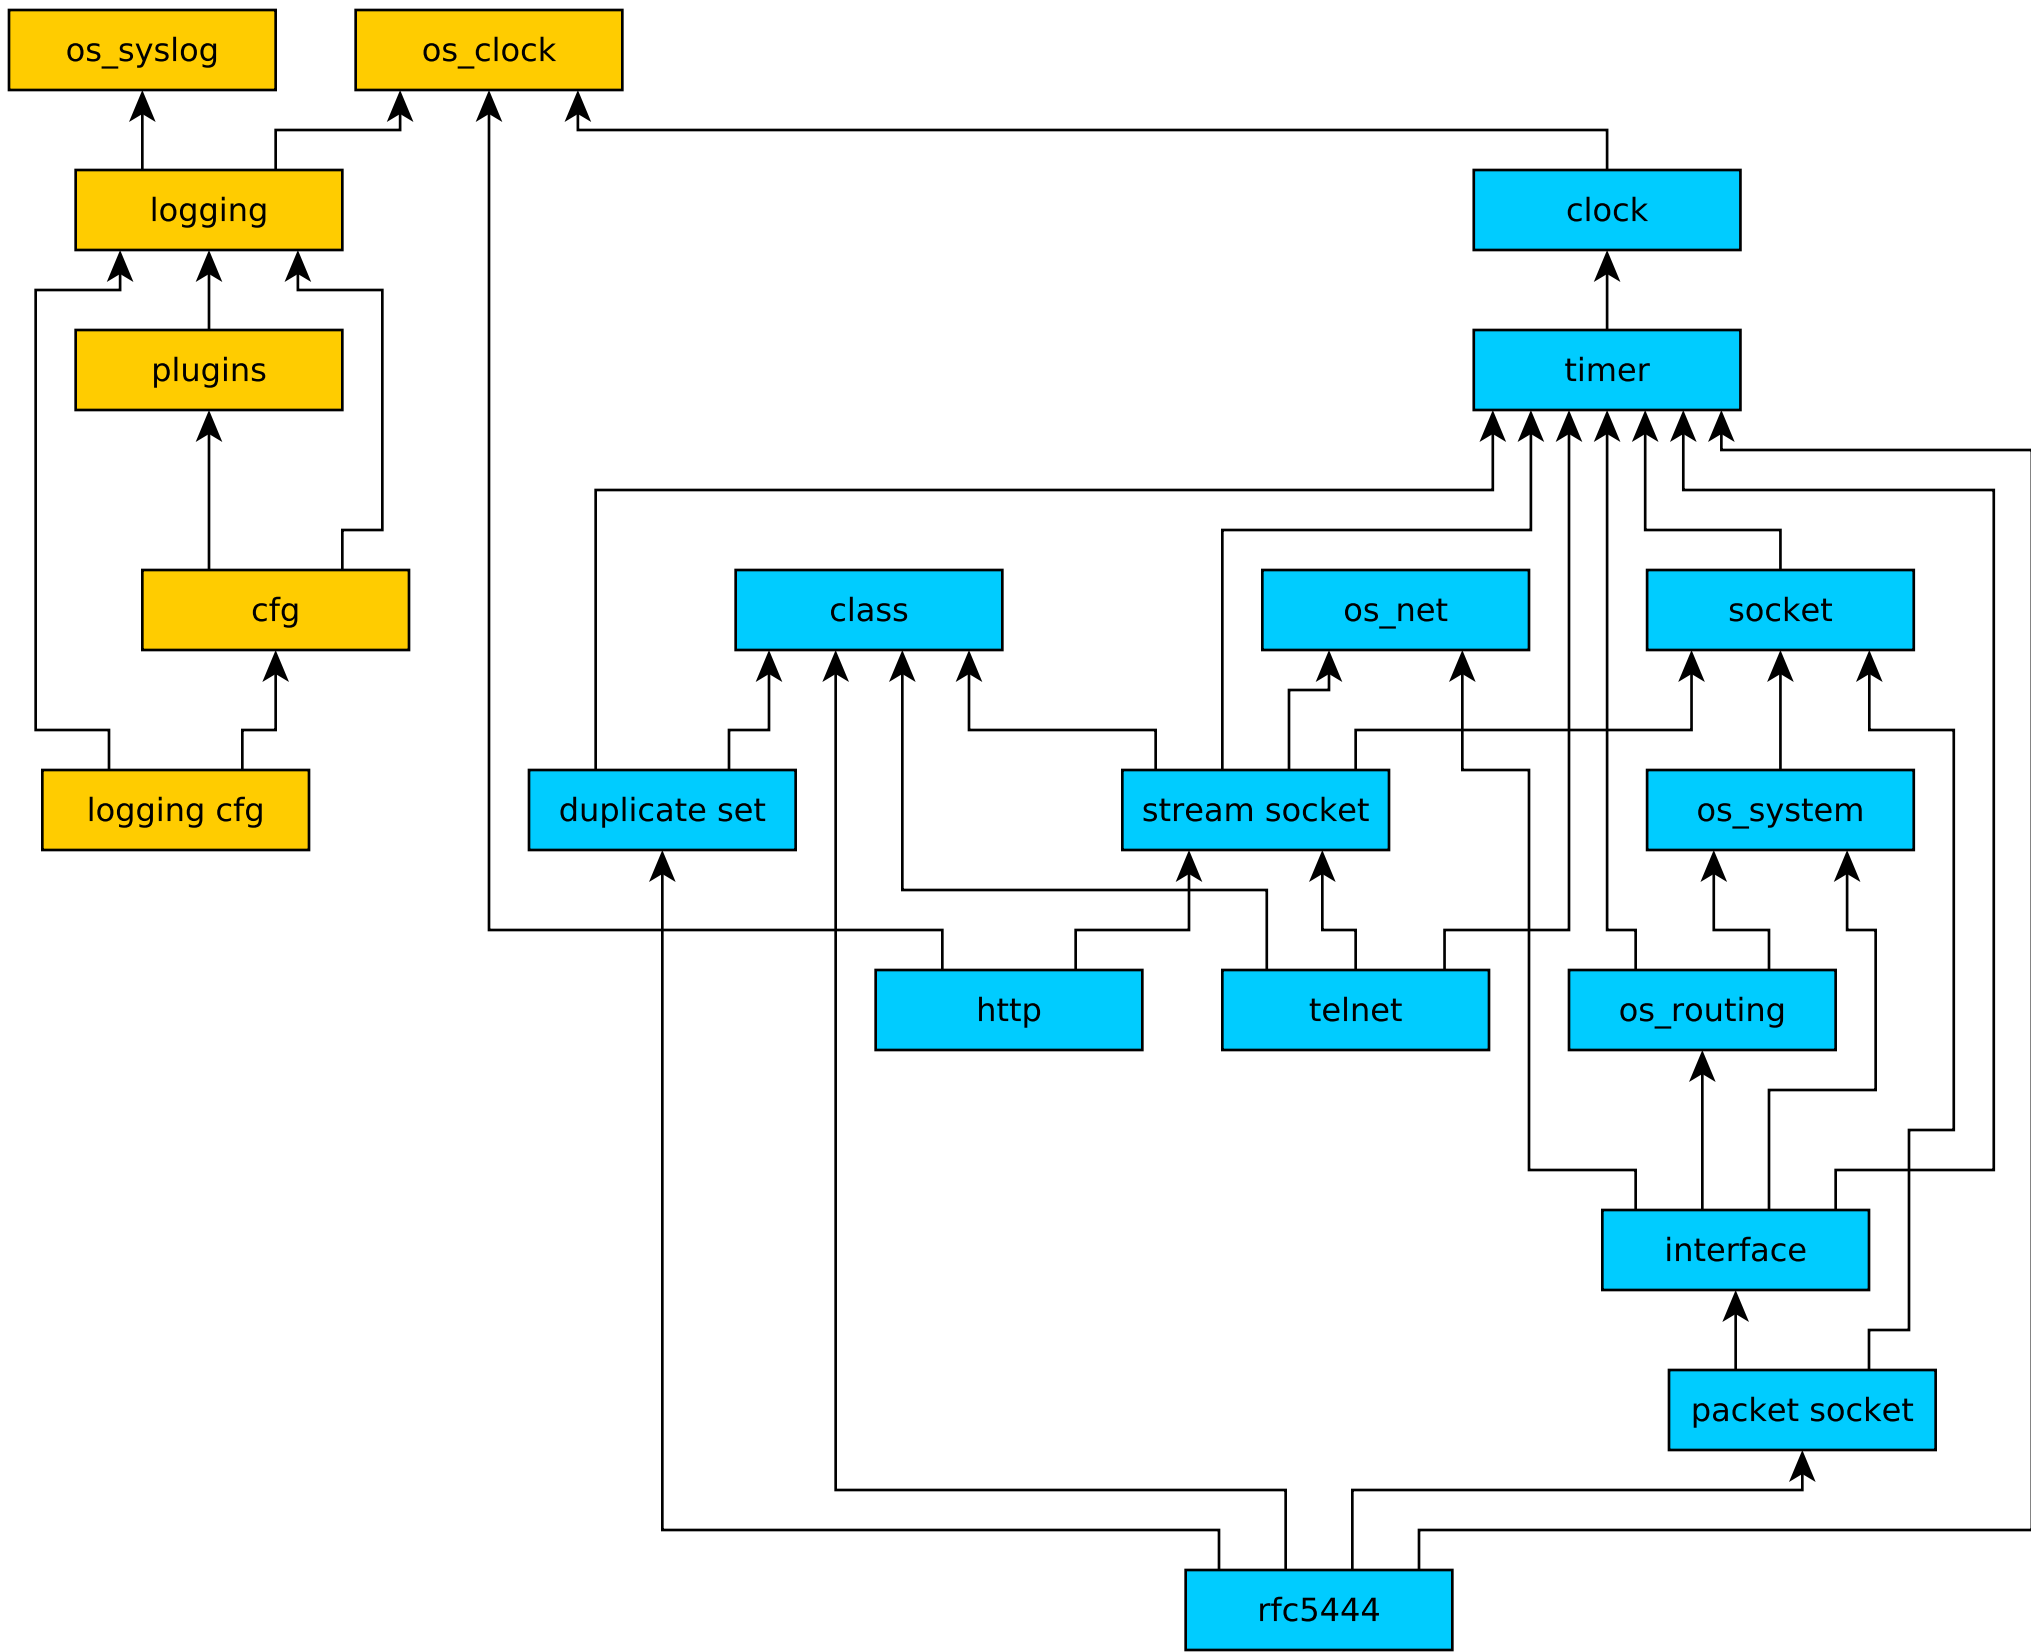 os_syslog
os_clock
logging
clock
plugins
timer
cfg
class
os_net
socket
logging cfg
duplicate set
stream socket
os_system
http
telnet
os_routing
interface
packet socket
rfc5444